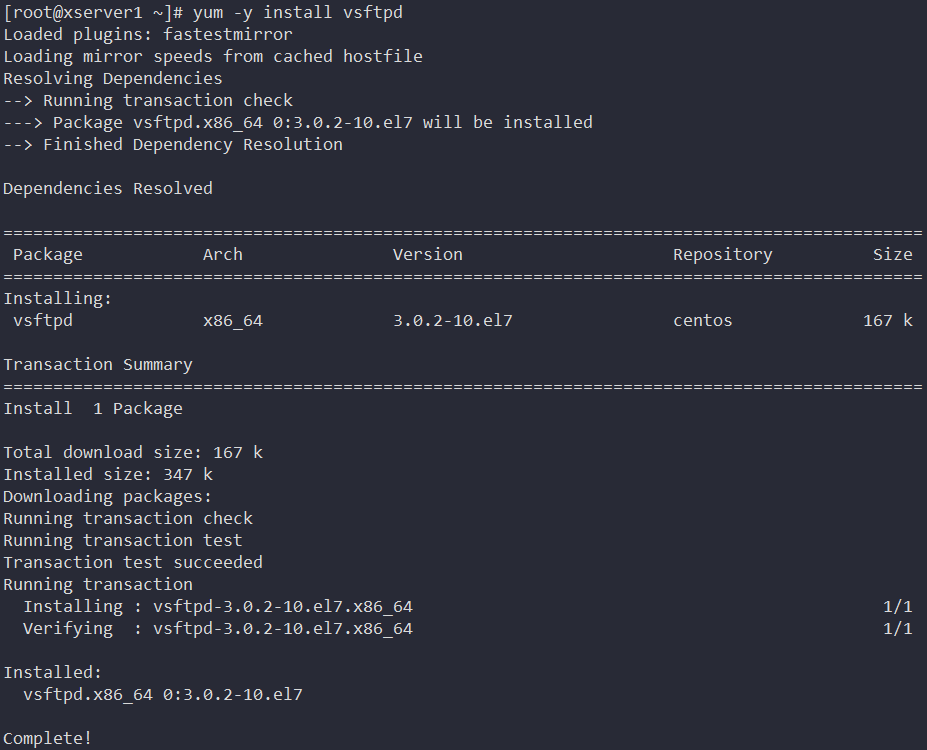 [root@xserver1 ~]# yum -y install vsftpd
Loaded plugins: fastestmirror
Loading mirror speeds from cached hostfile
Resolving Dependencies
--> Running transaction check
---> Package vsftpd.x86_64 0:3.0.2-10.el7 will be installed
--> Finished Dependency Resolution

Dependencies Resolved

============================================================================================
 Package            Arch               Version                     Repository          Size
============================================================================================
Installing:
 vsftpd             x86_64             3.0.2-10.el7                centos             167 k

Transaction Summary
============================================================================================
Install  1 Package

Total download size: 167 k
Installed size: 347 k
Downloading packages:
Running transaction check
Running transaction test
Transaction test succeeded
Running transaction
  Installing : vsftpd-3.0.2-10.el7.x86_64                                               1/1
  Verifying  : vsftpd-3.0.2-10.el7.x86_64                                               1/1

Installed:
  vsftpd.x86_64 0:3.0.2-10.el7

Complete!